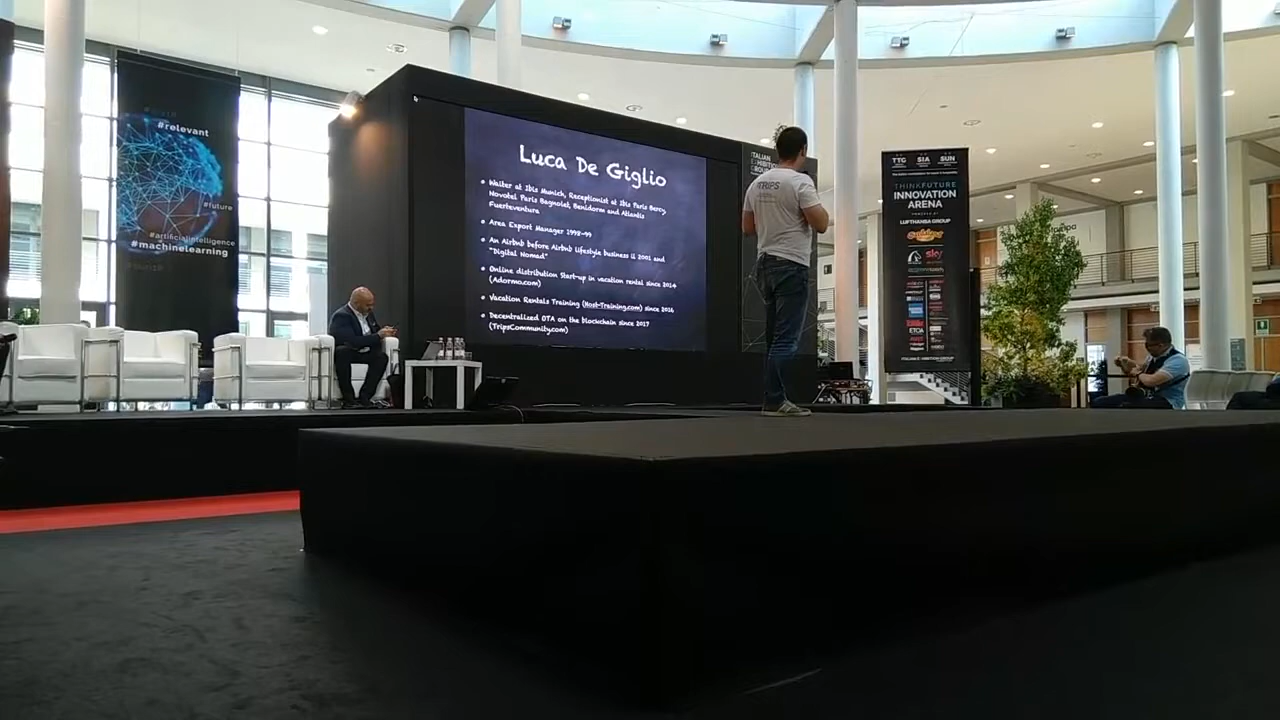 #relevant
#future
#artificialintelligence
#machinelearning
Luca De Giglio
Waiter at Ibis Munich, Receptionist at Ibis Paris Bercy,
Novotel Paris Bagnolet, Benidorm and Atlantis
Fuerteventura
Area Export Manager 1998-99
An Airbnb before Airbnb lifestyle business il 2001 and
"Digital Nomad"
Online distribution Start-up in vacation rental since 2014
(Adormo.com)
Vacation Rentals Training (Host-Training.com) since 2016
Decentralized OTA on the blockchain since 2017
(TripsCommunity.com)
TRIPS
TTG SIA SUN
THINKFUTURE
INNOVATION
ARENA
LUFTHANSA GROUP
sky
ITALIAN EXHIBITION GROUP